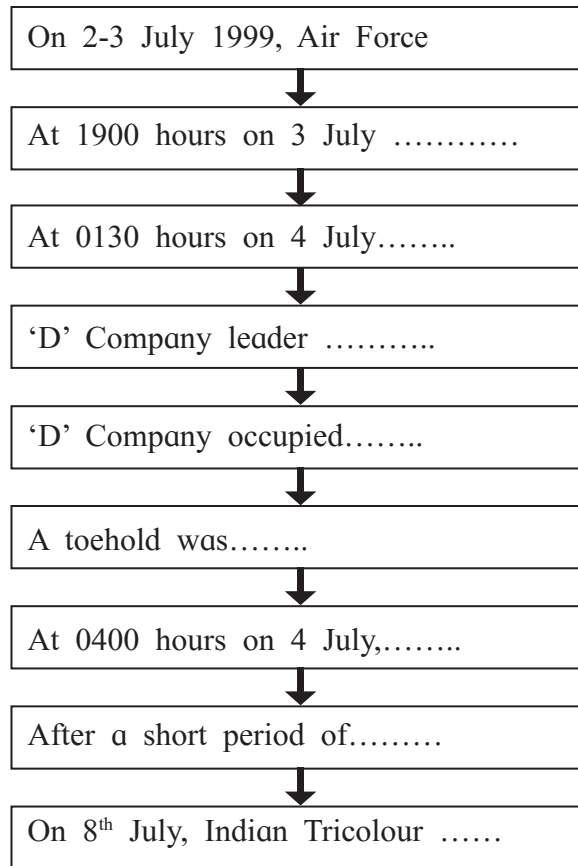 On 2-3 July 1999, Air Force
At 1900 hours on 3 July …………
At 0130 hours on 4 July……..
‘D’ Company leader ………..
‘D’ Company occupied……..
A toehold was……..
At 0400 hours on 4 July,……..
After a short period of………
On 8th July, Indian Tricolour ……